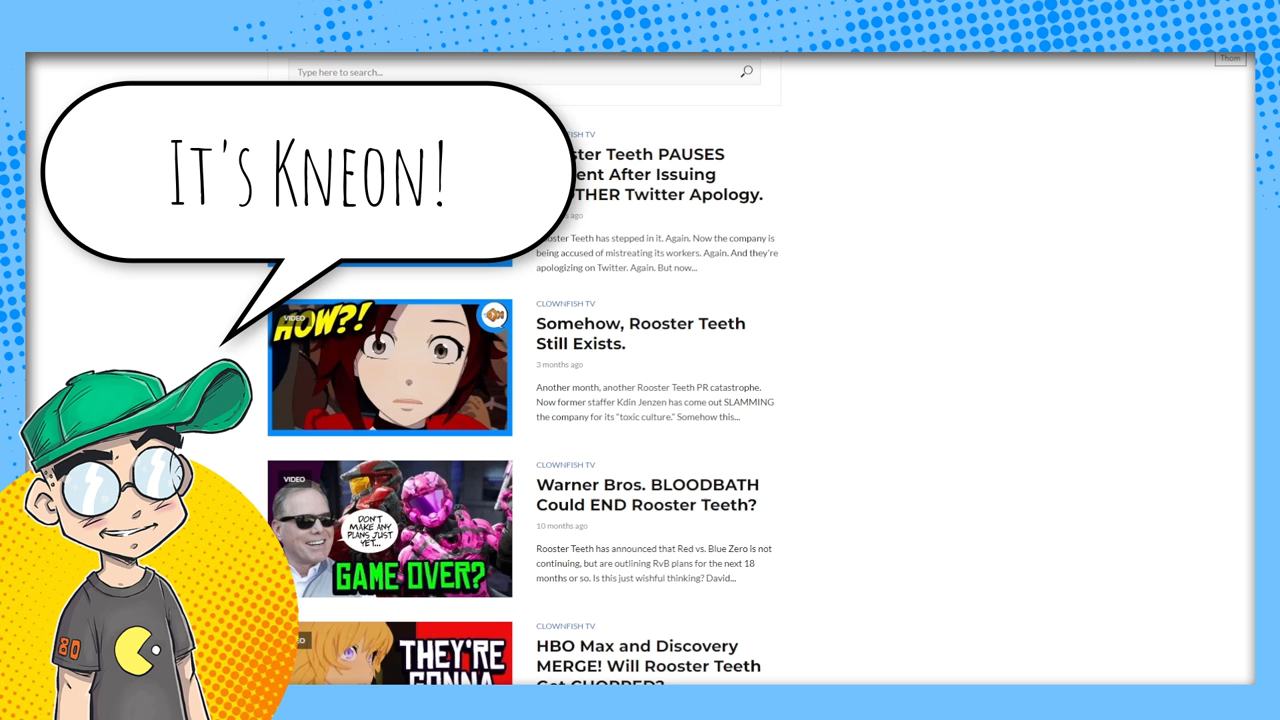 Thom
Type here to search...
It's Kneon!
FISH TV
ster Teeth PAUSES
ent After Issuing
THER Twitter Apology.
ago
Rooster Teeth has stepped in it. Again. Now the company is
being accused of mistreating its workers. Again. And they're
apologizing on Twitter. Again. But now...
VIDEO
HOW?!
CLOWNFISH TV
Somehow, Rooster Teeth
Still Exists.
3 months ago
Another month, another Rooster Teeth PR catastrophe.
Now former staffer Kdin Jenzen has come out SLAMMING
the company for its "toxic culture." Somehow this...
VIDEO
DON'T
MAKE ANY
PLANS JUST
YET...
GAME OVER?
CLOWNFISH TV
Warner Bros. BLOODBATH
Could END Rooster Teeth?
10 months ago
Rooster Teeth has announced that Red vs. Blue Zero is not
continuing, but are outlining RvB plans for the next 18
months or so. Is this just wishful thinking? David...
EO
THEY'RE
GONNA
CLOWNFISH TV
HBO Max and Discovery
MERGE! Will Rooster Teeth
Get CHOPPED?
80